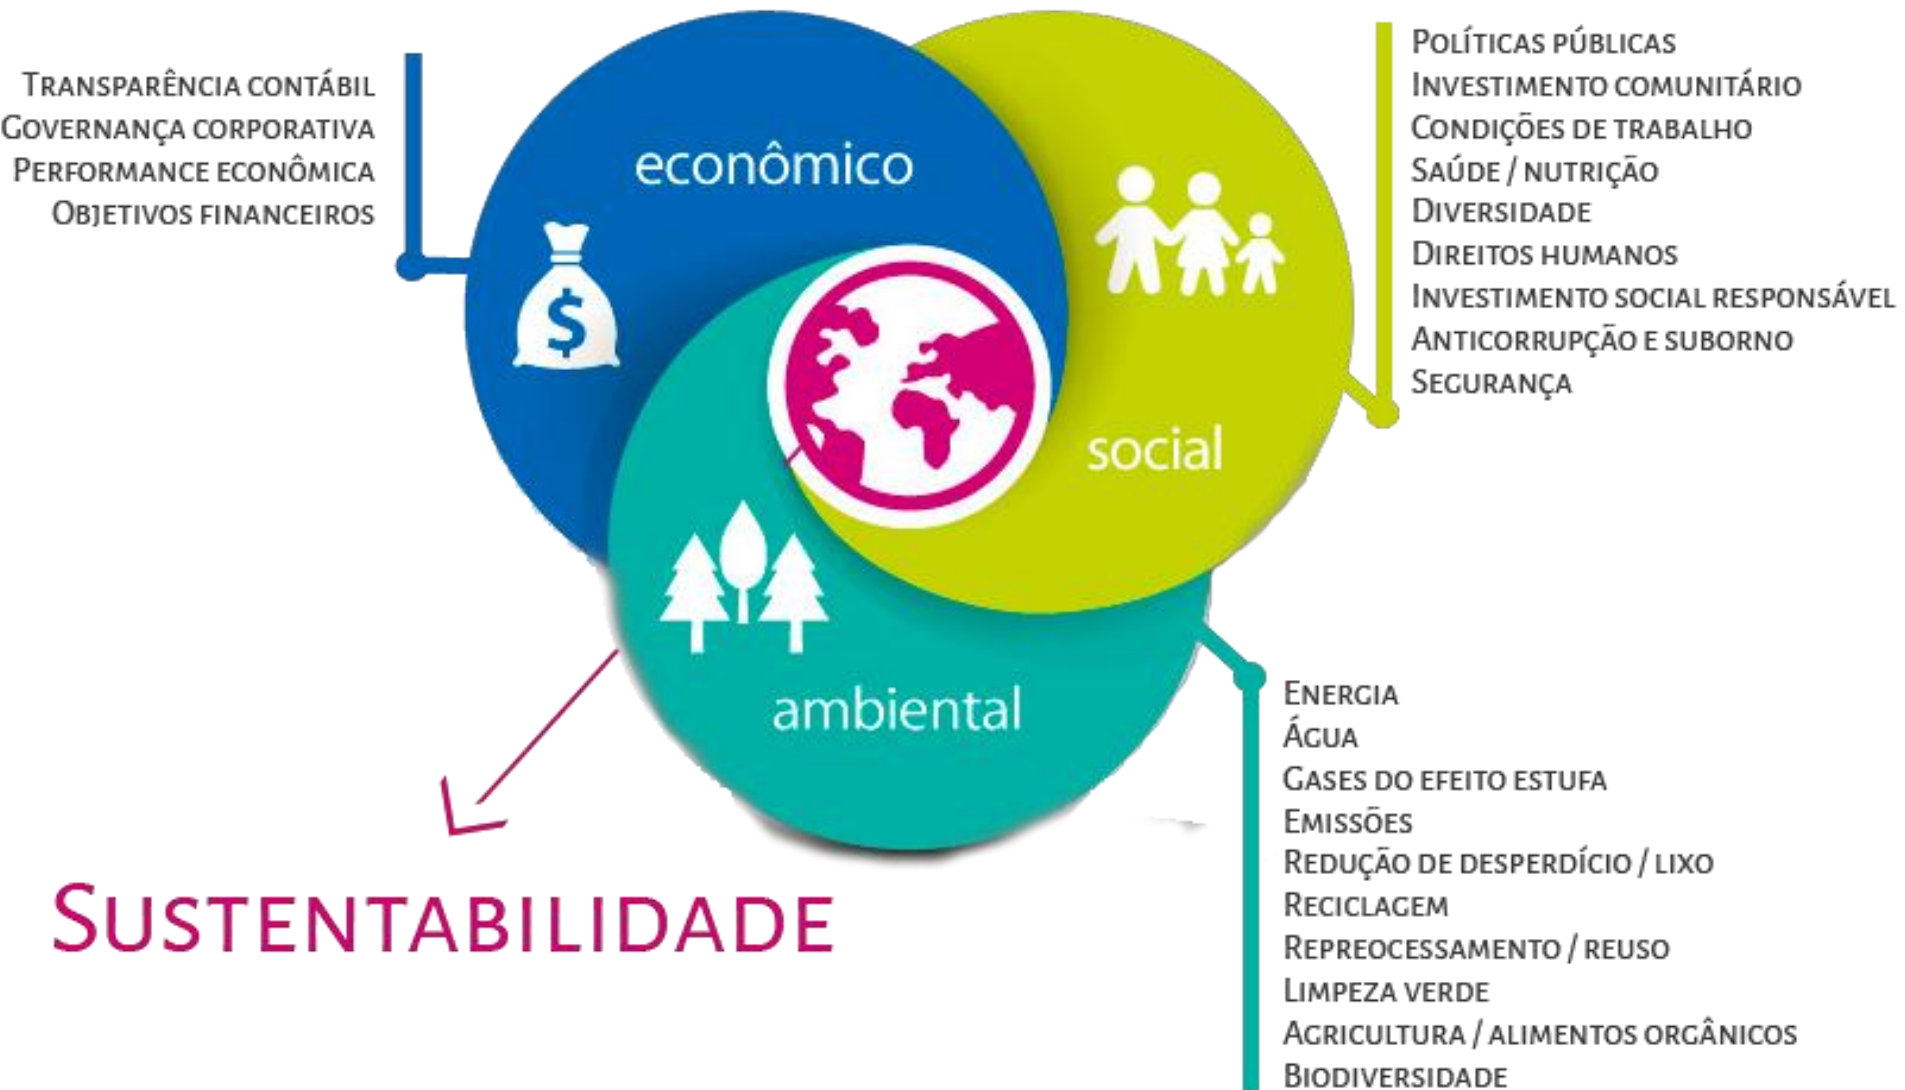 Transparência contábil
Governança corporativa
Performance econômica
Objetivos financeiros
econômico
$
Políticas públicas
Investimento comunitário
Condições de trabalho
Saúde / nutrição
Diversidade
Direitos humanos
Investimento social responsável
Anticorrupção e suborno
Segurança
social
ambiental
Energia
Água
Gases do efeito estufa
Emissões
Redução de desperdício / lixo
Reciclagem
Repreocessamento / reuso
Limpeza verde
Agricultura / alimentos orgânicos
Biodiversidade
Sustentabilidade